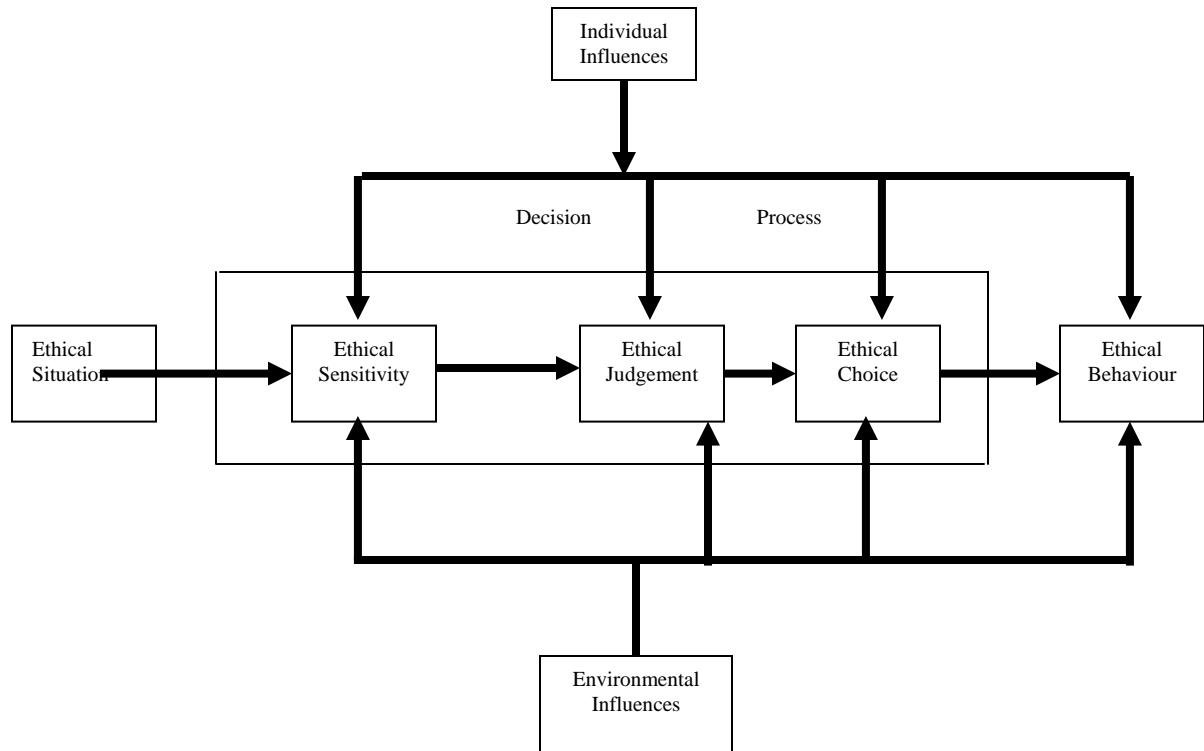 Individual
Influences
Decision Process
Ethical
Situation
Ethical
Sensitivity
Ethical
Judgement
Ethical
Choice
Ethical
Behaviour
Environmental
Influences